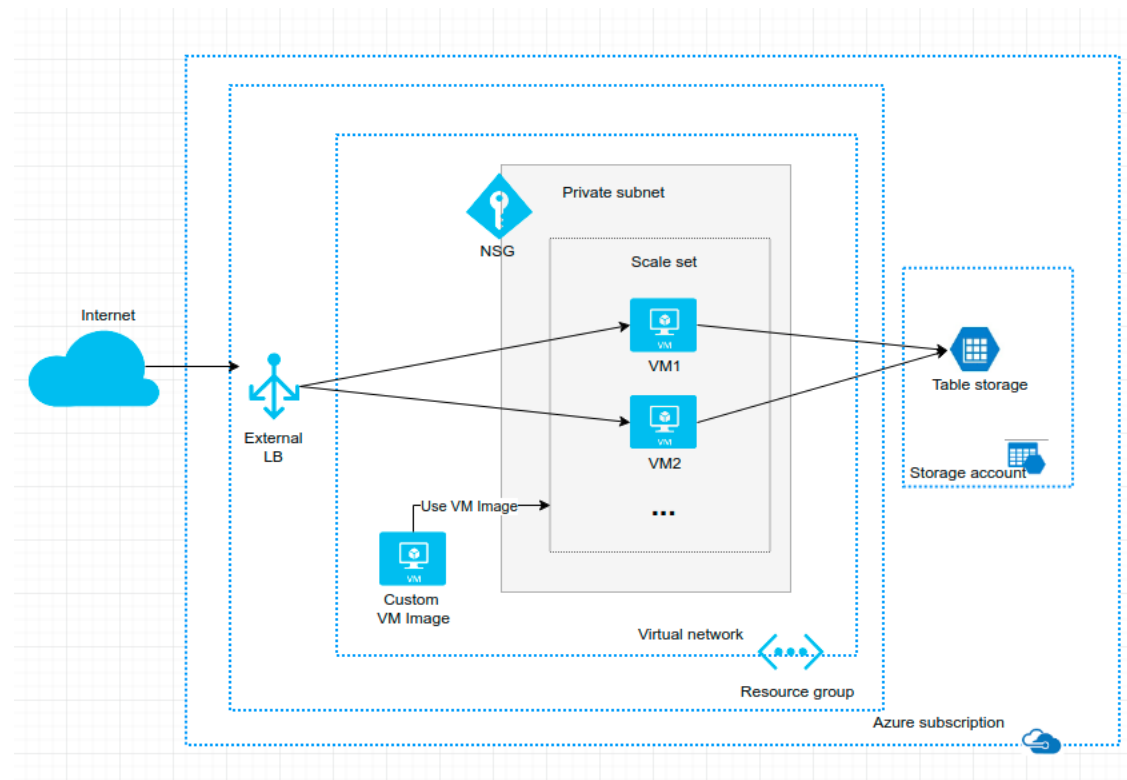 Private subnet
NSG
Scale set
Internet
VM
VM1
Table storage
External
LB
VM
VM2
Storage account
Use VM Image
...
VM
Custom
VM Image
Virtual network
Resource group
Azure subscription